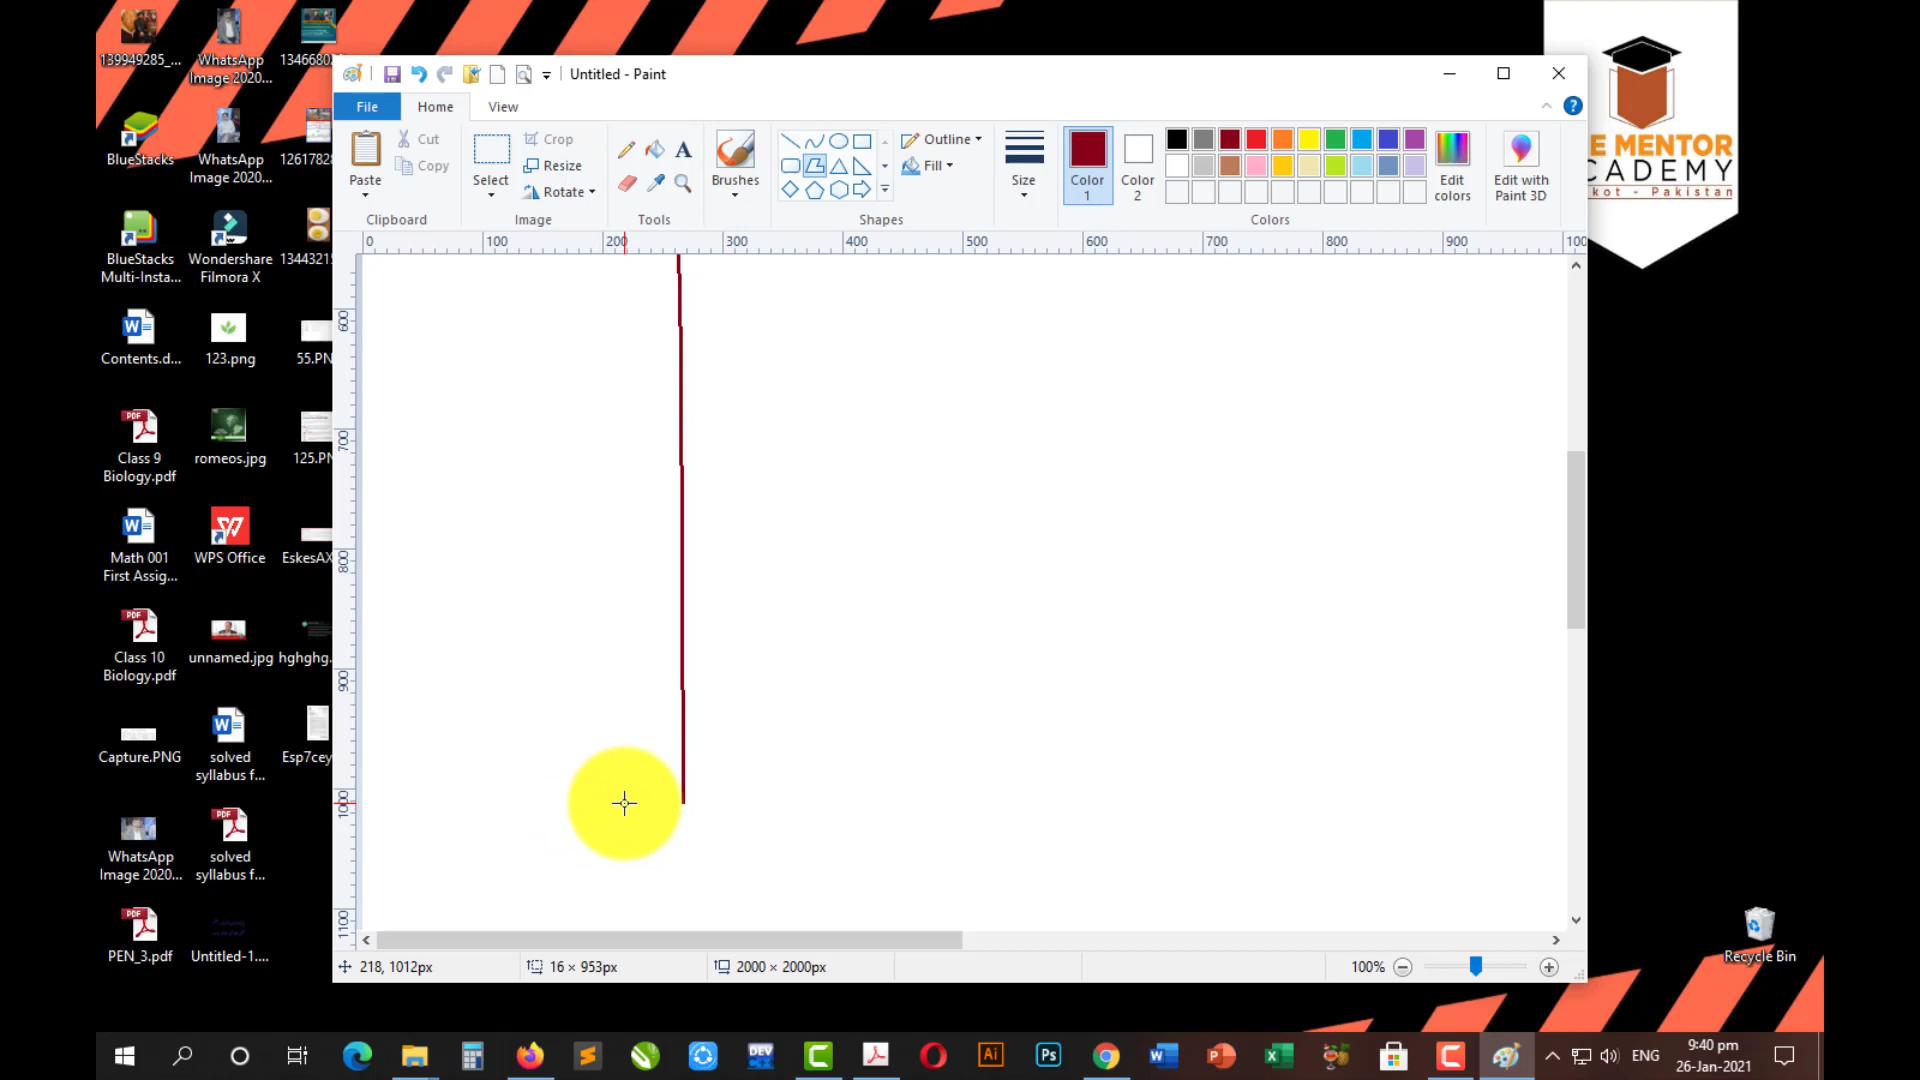 139949285_...
WhatsApp
Image 2020...
1346680
BlueStacks
WhatsApp
Image 2020...
12617828
BlueStacks
Multi-Insta...
Wondershare
Filmora X
1344321
Contents.d...
123.png
55.PN
Class 9
Biology.pdf
romeos.jpg
125.PN
Math 001
First Assig...
WPS Office
EskesAX
Class 10
Biology.pdf
unnamed.jpg
hghghg.
Capture.PNG
solved
syllabus f...
Esp7cey
WhatsApp
Image 2020...
solved
syllabus f...
PEN_3.pdf
Untitled-1....
Untitled - Paint
File
Home
View
Paste
Cut
Copy
Clipboard
Select
Crop
Resize
Rotate
Image
Tools
Brushes
Shapes
Outline
Fill
Size
Color
1
Color
2
Edit
colors
Colors
Edit with
Paint 3D
0 100 200 300 400 500 600 700 800 900 100
600
700
800
900
1000
1100
218, 1012px
16 × 953px
2000 × 2000px
100%
E MENTOR
CADEMY
kot - Pakistan
Recycle Bin
DEV
Ai
Ps
ENG
9:40 pm
26-Jan-2021